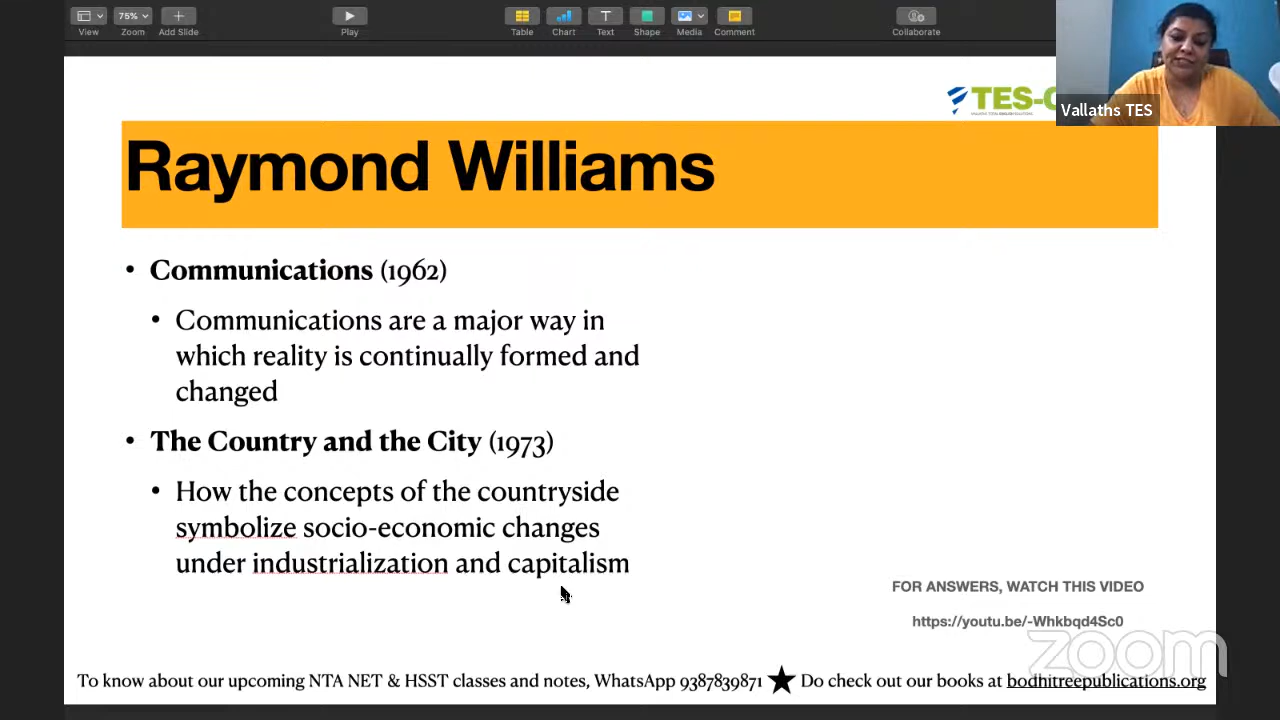 View
75%
Zoom
Add Slide
Play
Table
Chart
Text
Shape
Media
Comment
Collaborate
Vallaths TES
TES-
Raymond Williams
• Communications (1962)
• Communications are a major way in
which reality is continually formed and
changed
• The Country and the City (1973)
• How the concepts of the countryside
symbolize socio-economic changes
under industrialization and capitalism
FOR ANSWERS, WATCH THIS VIDEO
https://youtu.be/-Whkbqd4Sc0
zoom
To know about our upcoming NTA NET & HSST classes and notes, WhatsApp 9387839871 ★ Do check out our books at bodhitreepublications.org